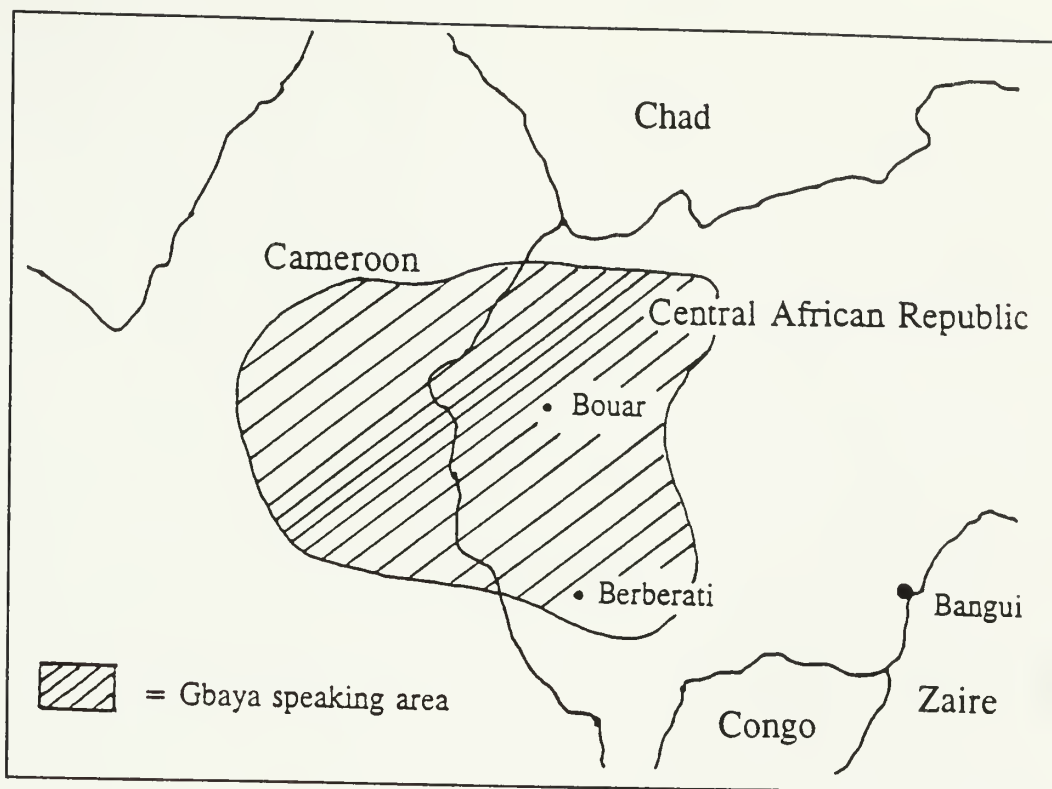 Chad
Cameroon
Central African Republic
Bouar
Berberati
Bangui
= Gbaya speaking area
Zaire
Congo